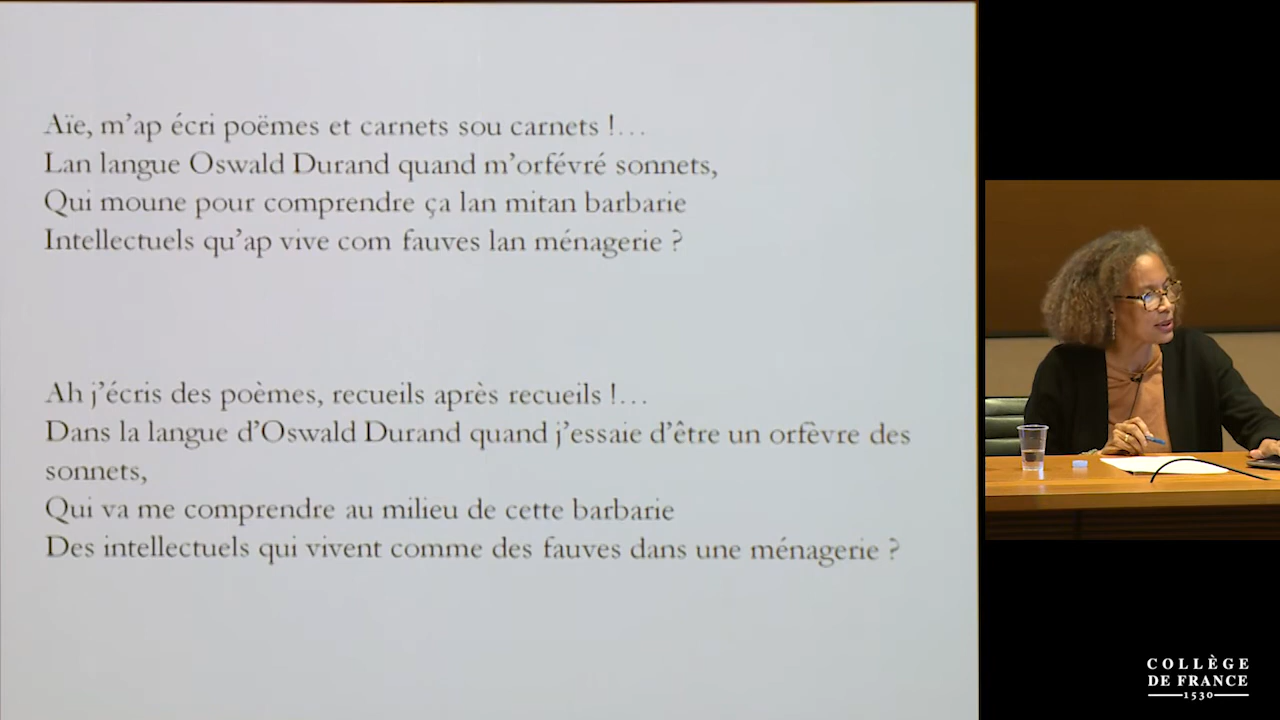 Aïe, m'ap écri poëmes et carnets sou carnets !…
Lan langue Oswald Durand quand m'orfévré sonnets,
Qui moune pour comprendre ça lan mitan barbarie
Intellectuels qu'ap vive com fauves lan ménagerie ?
Ah j'écris des poèmes, recueils après recueils !…
Dans la langue d'Oswald Durand quand j'essaie d'être un orfèvre des
sonnets,
Qui va me comprendre au milieu de cette barbarie
Des intellectuels qui vivent comme des fauves dans une ménagerie ?
COLLÈGE
DE FRANCE
1530